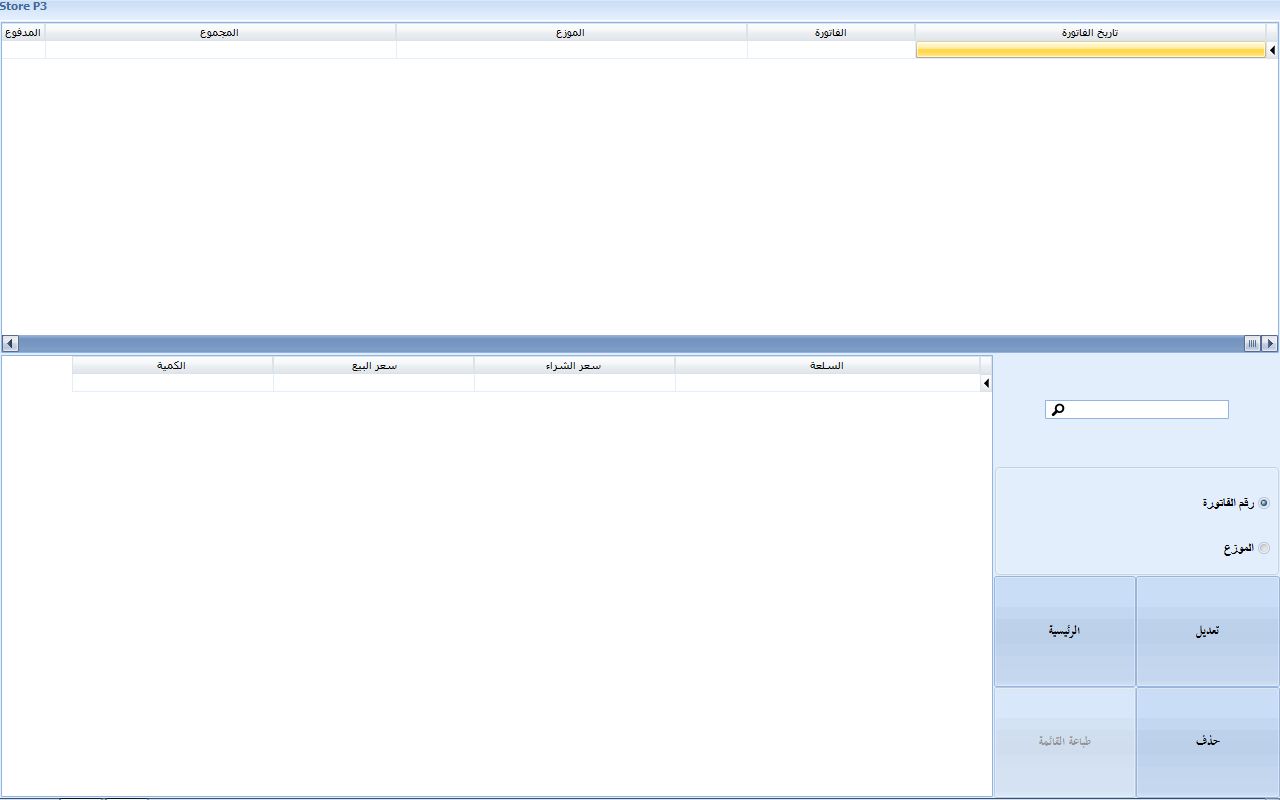 Store P3
تاريخ الفاتورة الفاتورة الموزع المجموع المدفوع
السلعة سعر الشراء سعر البيع الكمية
رقم الفاتورة
الموزع
تعديل الرئيسية
حذف طباعة القائمة